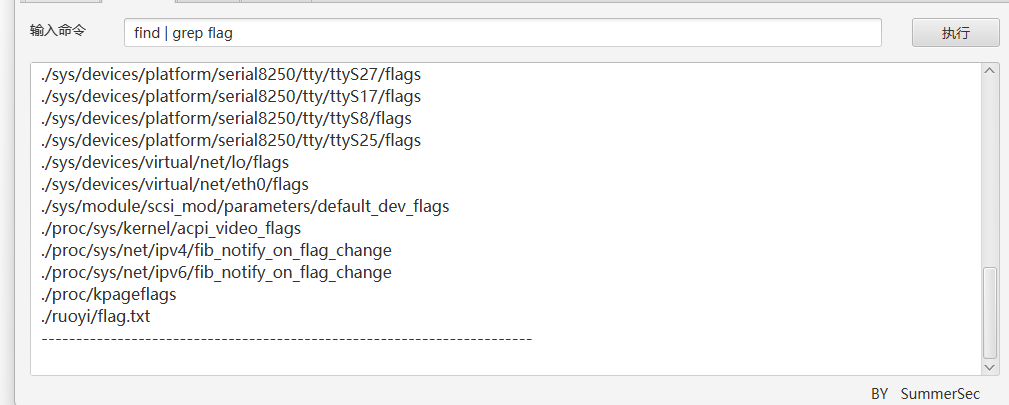 输入命令
find | grep flag
执行
./sys/devices/platform/serial8250/tty/ttyS27/flags
./sys/devices/platform/serial8250/tty/ttyS17/flags
./sys/devices/platform/serial8250/tty/ttyS8/flags
./sys/devices/platform/serial8250/tty/ttyS25/flags
./sys/devices/virtual/net/lo/flags
./sys/devices/virtual/net/eth0/flags
./sys/module/scsi_mod/parameters/default_dev_flags
./proc/sys/kernel/acpi_video_flags
./proc/sys/net/ipv4/fib_notify_on_flag_change
./proc/sys/net/ipv6/fib_notify_on_flag_change
./proc/kpageflags
./ruoyi/flag.txt
-----------------------------------------------------------------------
BY SummerSec